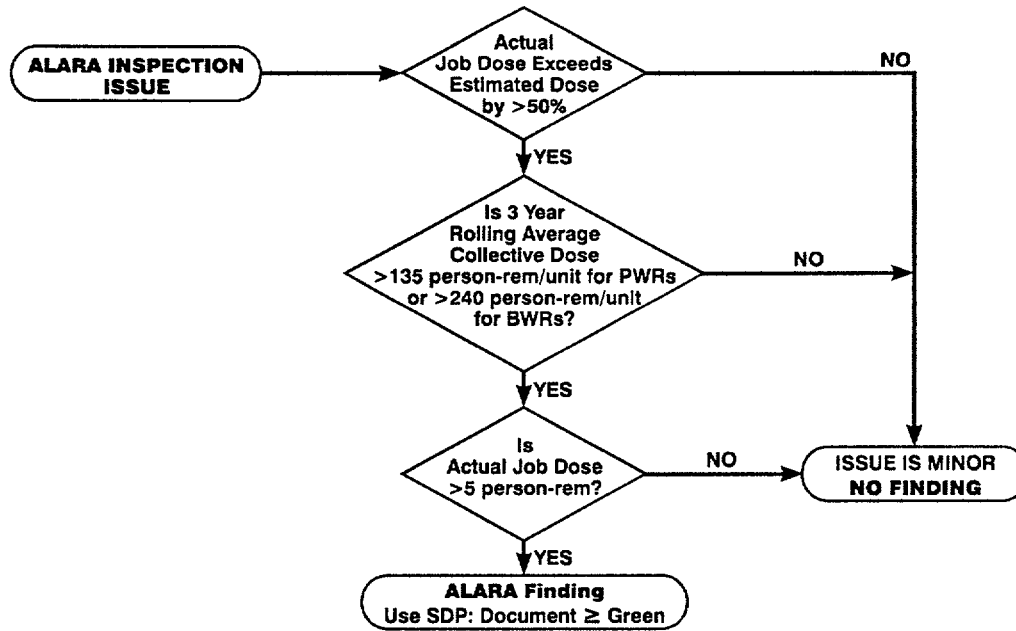 ALARA INSPECTION
ISSUE
Actual
Job Dose Exceeds
Estimated Dose
by >50%
NO
YES
Is 3 Year
Rolling Average
Collective Dose
>135 person-rem/unit for PWRs
or >240 person-rem/unit
for BWRs?
NO
YES
Is
Actual Job Dose
>5 person-rem?
NO
ISSUE IS MINOR
NO FINDING
YES
ALARA Finding
Use SDP: Document ≥ Green